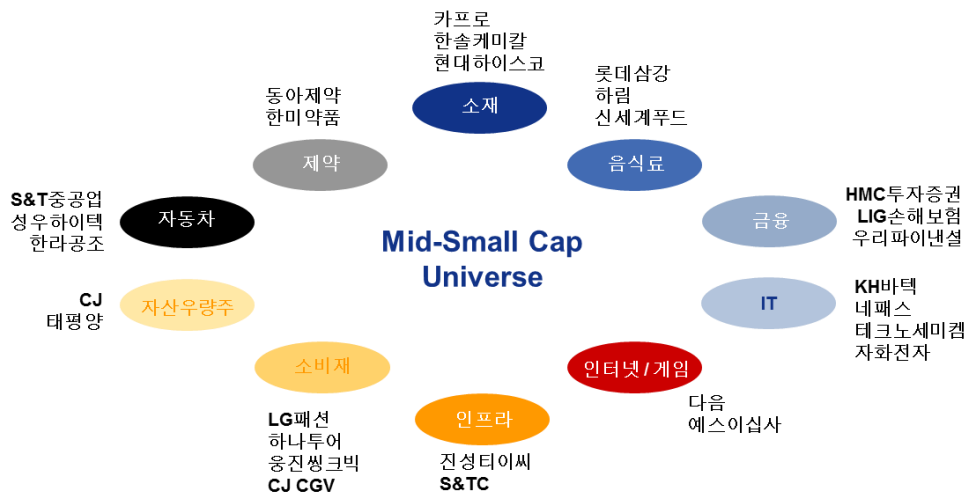 카프로
한솔케미칼
현대하이스코
소재
롯데삼강
하림
신세계푸드
음식료
HMC투자증권
LIG손해보험
우리파이낸셜
금융
KH바텍
네패스
테크노세미켐
자화전자
IT
인터넷/게임
다음
예스이십사
인프라
진성티이씨
S&TC
소비재
LG패션
하나투어
웅진씽크빅
CJ CGV
자산우량주
CJ
태평양
자동차
S&T중공업
성우하이텍
한라공조
제약
동아제약
한미약품
Mid-Small Cap
Universe